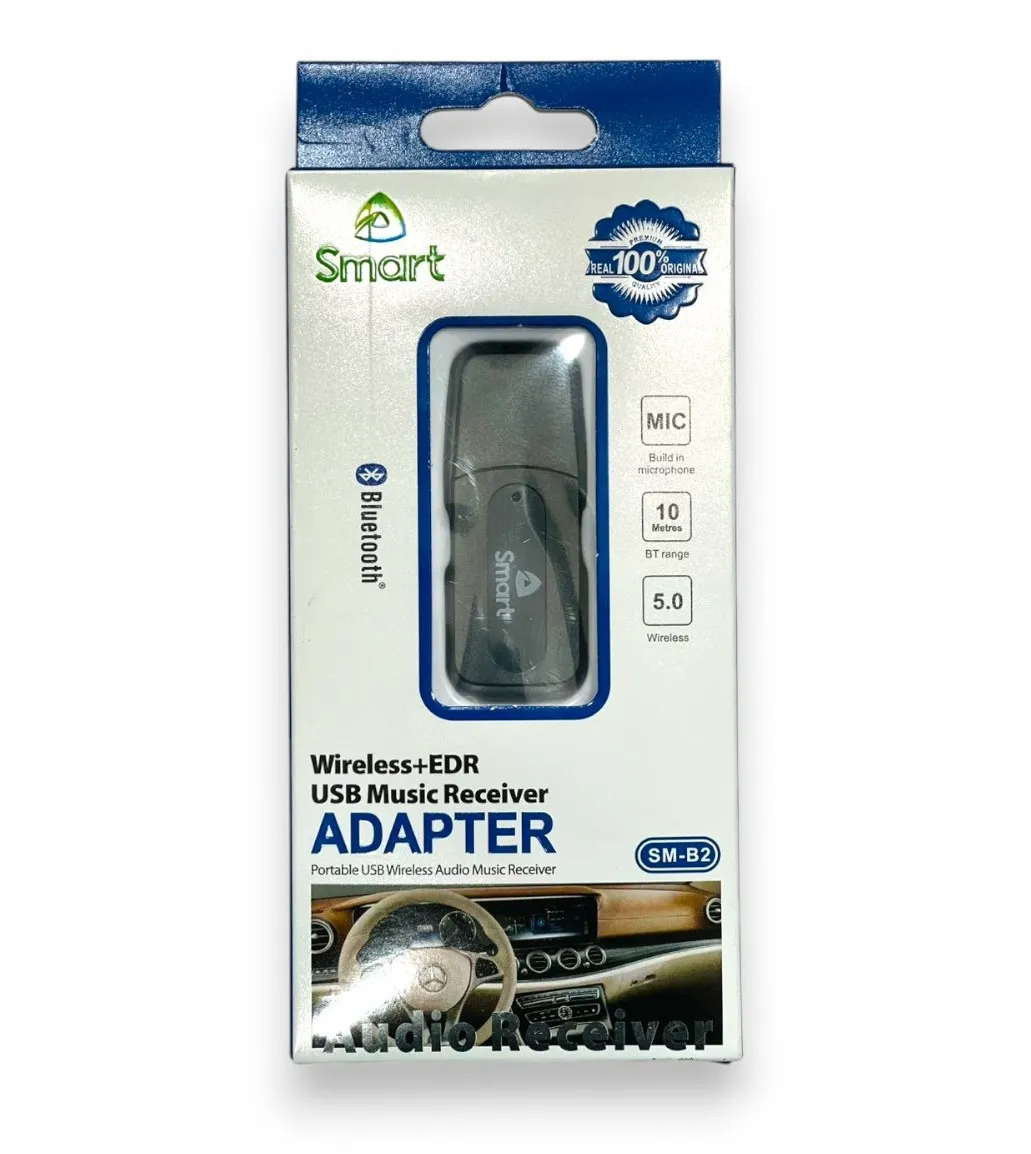 Smart
PREMIUM
REAL 100% ORIGINAL
QUALITY
MIC
Build in
microphone
10
Metres
BT range
5.0
Wireless
Bluetooth®
Smart
Wireless+EDR
USB Music Receiver
ADAPTER
Portable USB Wireless Audio Music Receiver
SM-B2
Audio Receiver